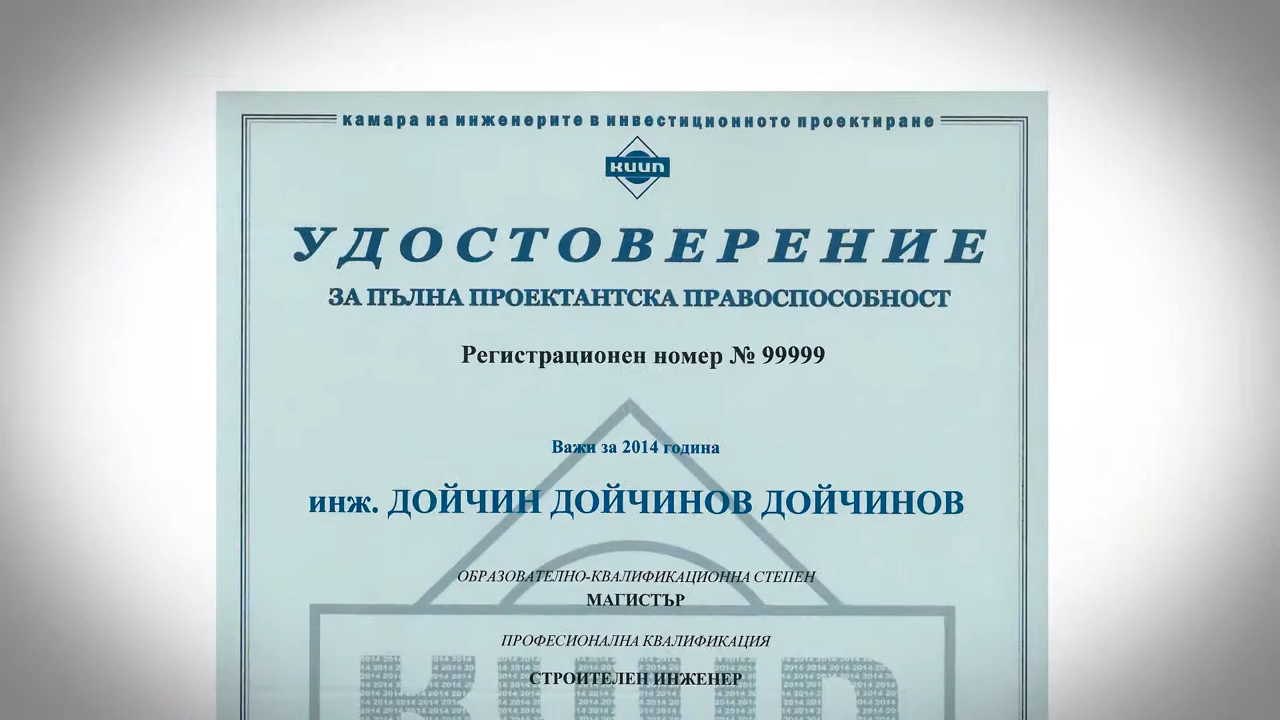 камара на инженерите в инвестиционното проектиране
КИИП
УДОСТОВЕРЕНИЕ
ЗА ПЪЛНА ПРОЕКТАНТСКА ПРАВОСПОСОБНОСТ
Регистрационен номер № 99999
Важи за 2014 година
инж. ДОЙЧИН ДОЙЧИНОВ ДОЙЧИНОВ
ОБРАЗОВАТЕЛНО-КВАЛИФИКАЦИОННА СТЕПЕН
МАГИСТЪР
ПРОФЕСИОНАЛНА КВАЛИФИКАЦИЯ
СТРОИТЕЛЕН ИНЖЕНЕР
КИИП